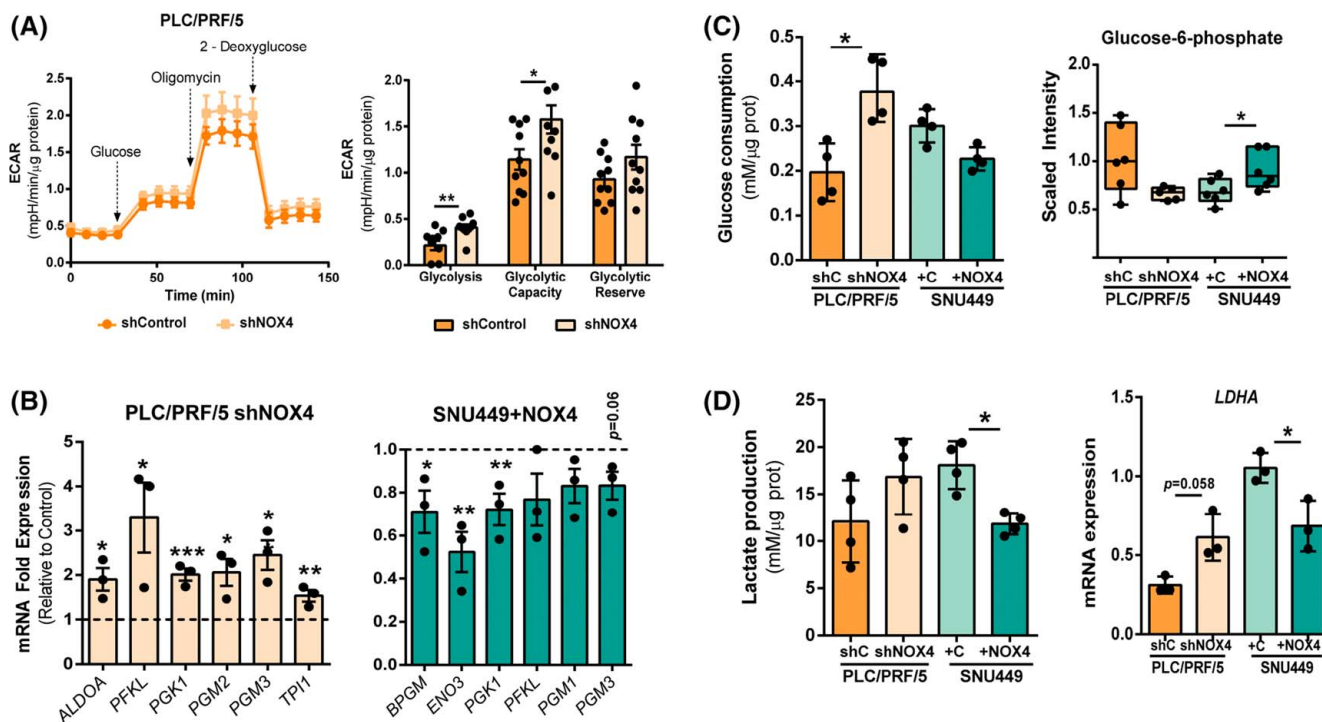 (A)
PLC/PRF/5
2 - Deoxyglucose
Oligomycin
Glucose
ECAR
(mpH/min/µg protein)
2.5
2.0
1.5
1.0
0.5
0.0
0
50
100
150
Time (min)
shControl
shNOX4
ECAR
(mpH/min/µg protein)
2.0
1.5
1.0
0.5
0.0
**
*
Glycolysis
Glycolytic
Capacity
Glycolytic
Reserve
shControl
shNOX4
(B)
PLC/PRF/5 shNOX4
mRNA Fold Expression
(Relative to Control)
5
4
3
2
1
0
*
*
***
*
*
**
ALDOA
PFKL
PGK1
PGM2
PGM3
TPI1
SNU449+NOX4
1.0
0.8
0.6
0.4
0.2
0.0
*
**
**
p=0.06
BPGM
ENO3
PGK1
PFKL
PGM1
PGM3
(C)
Glucose consumption
(mM/µg prot)
0.5
0.4
0.3
0.2
0.1
0.0
*
shC shNOX4 +C +NOX4
PLC/PRF/5 SNU449
Glucose-6-phosphate
Scaled Intensity
1.5
1.0
0.5
*
shC shNOX4 +C +NOX4
PLC/PRF/5 SNU449
(D)
Lactate production
(mM/µg prot)
25
20
15
10
5
0
*
shC shNOX4 +C +NOX4
PLC/PRF/5 SNU449
LDHA
mRNA expression
1.5
1.0
0.5
0.0
p=0.058
*
shC shNOX4 +C +NOX4
PLC/PRF/5 SNU449